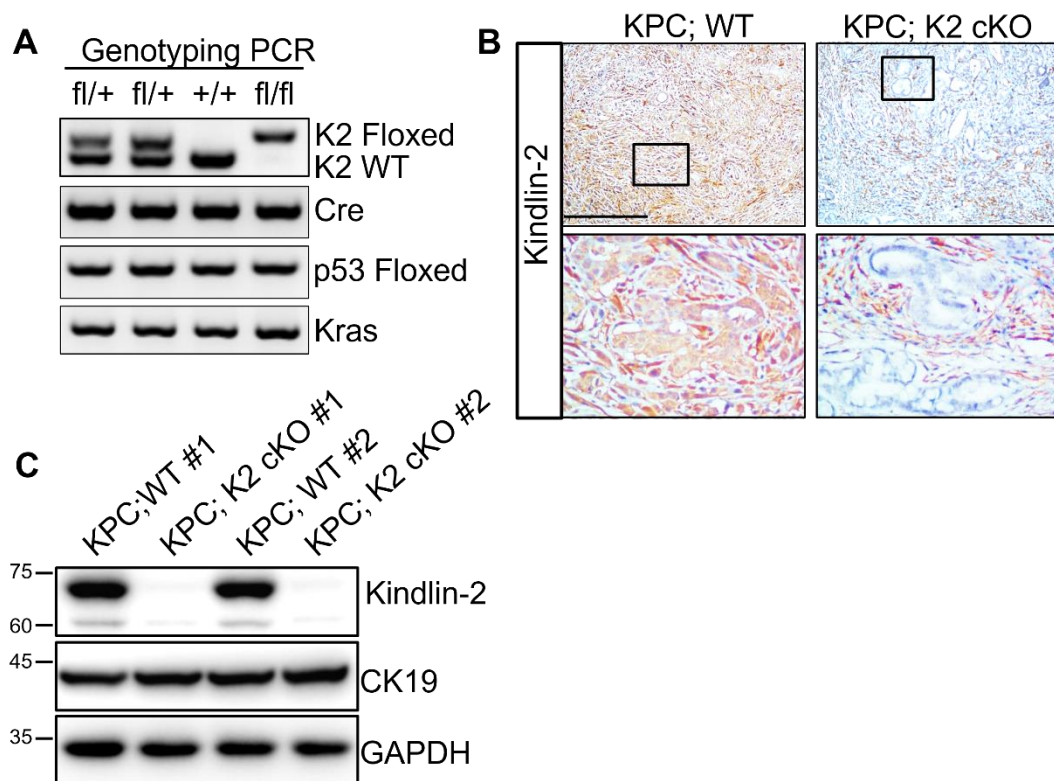 A
Genotyping PCR
fl/+ fl/+ +/+ fl/fl
K2 Floxed
K2 WT
Cre
p53 Floxed
Kras
B
KPC; WT KPC; K2 cKO
Kindlin-2
C
KPC;WT #1
KPC; K2 cKO #1
KPC; WT #2
KPC; K2 cKO #2
75
60
Kindlin-2
45
CK19
35
GAPDH